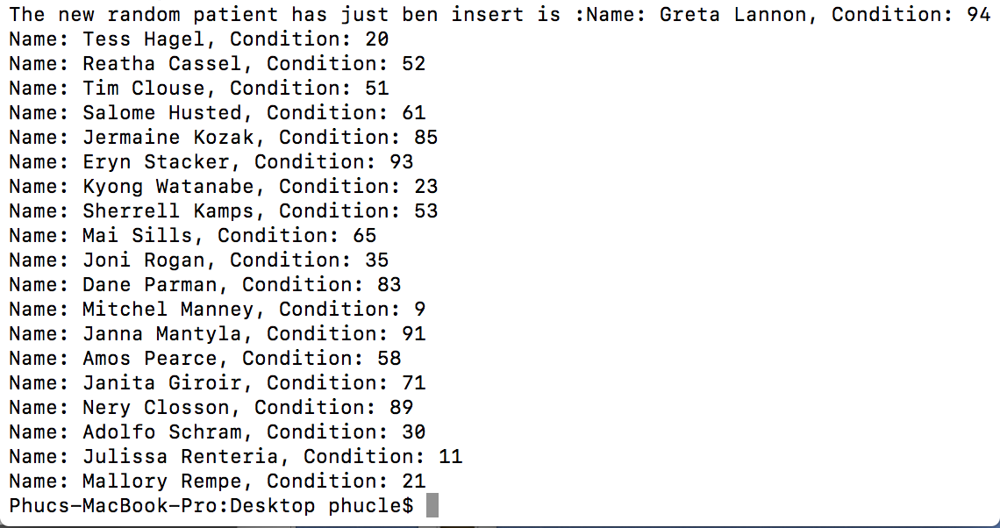 The new random patient has just ben insert is :Name: Greta Lannon, Condition: 94
Name: Tess Hagel, Condition: 20
Name: Reatha Cassel, Condition: 52
Name: Tim Clouse, Condition: 51
Name: Salome Husted, Condition: 61
Name: Jermaine Kozak, Condition: 85
Name: Eryn Stacker, Condition: 93
Name: Kyong Watanabe, Condition: 23
Name: Sherrell Kamps, Condition: 53
Name: Mai Sills, Condition: 65
Name: Joni Rogan, Condition: 35
Name: Dane Parman, Condition: 83
Name: Mitchel Manney, Condition: 9
Name: Janna Mantyla, Condition: 91
Name: Amos Pearce, Condition: 58
Name: Janita Giroir, Condition: 71
Name: Nery Closson, Condition: 89
Name: Adolfo Schram, Condition: 30
Name: Julissa Renteria, Condition: 11
Name: Mallory Rempe, Condition: 21
Phucs-MacBook-Pro:Desktop phucle$